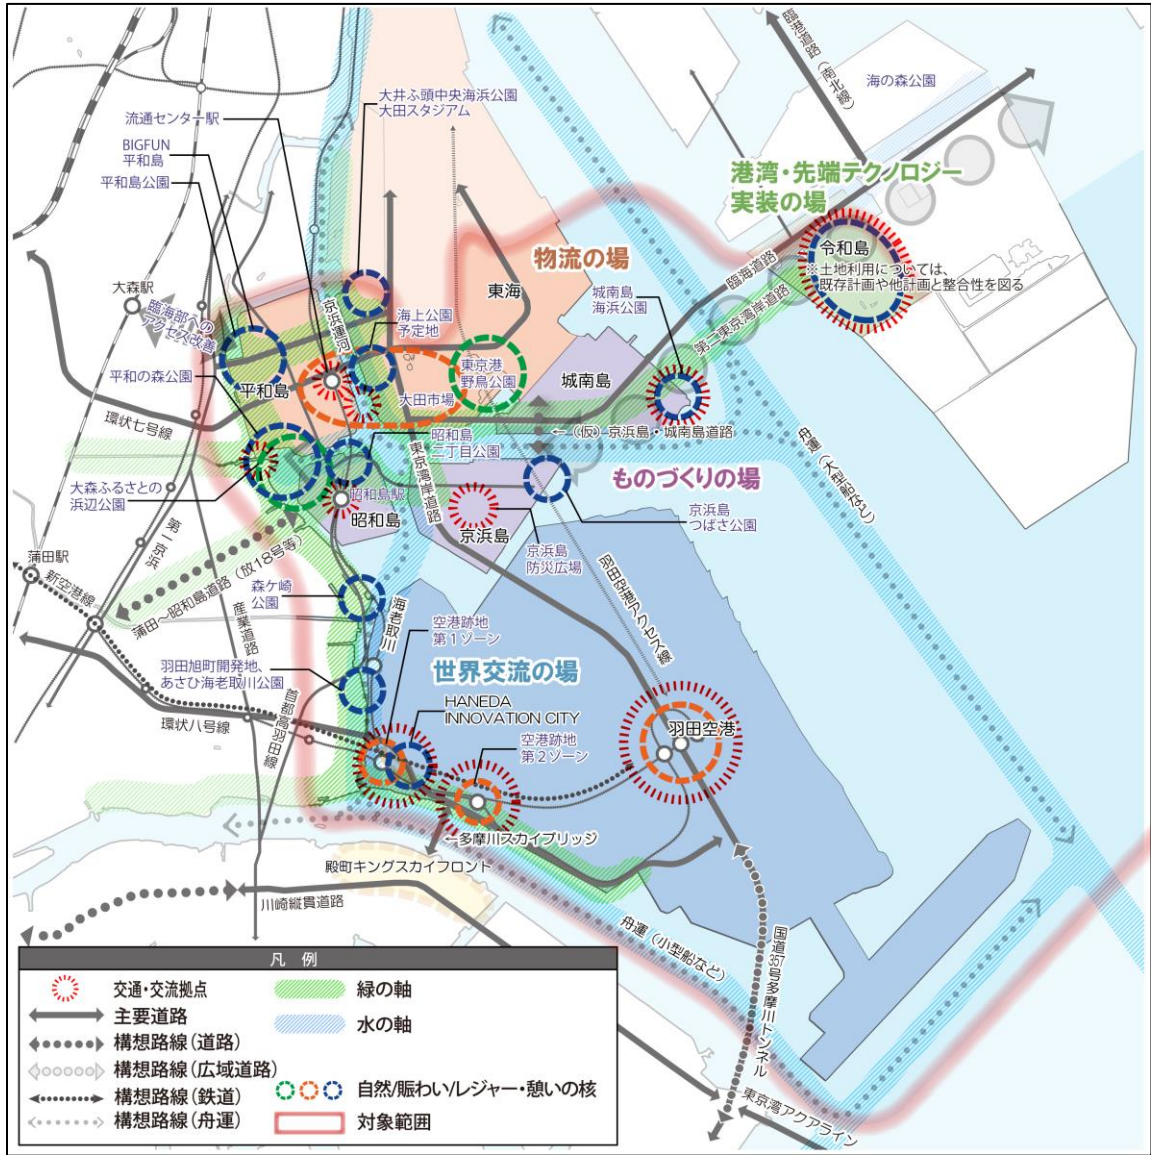 臨港道路(南北線)
海の森公園
大井ふ頭中央海浜公園
大田スタジアム
流通センター駅
BIGFUN
平和島
平和島公園
港湾・先端テクノロジー
実装の場
物流の場
令和島
※土地利用については、
既存計画や他計画と整合性を図る
東海
城南島
海浜公園
臨海道路
第二東京湾岸道路
大森駅
臨海部への
アクセス改善
京浜運河
海上公園
予定地
平和の森公園
平和島
東京港
野鳥公園
大田市場
城南島
環状七号線
←(仮)京浜島・城南島道路
昭和島
二丁目公園
東京湾岸道路
舟運(大型船など)
ものづくりの場
大森ふるさとの
浜辺公園
昭和島駅
昭和島
京浜島
京浜島
つばさ公園
京浜島
防災広場
第一京浜
蒲田駅
新空港線
蒲田~昭和島道路(放18号等)
産業道路
森ケ崎
公園
海老取川
羽田空港アクセス線
空港跡地
第1ゾーン
世界交流の場
羽田旭町開発地、
あさひ海老取川公園
HANEDA
INNOVATION CITY
環状八号線
首都高羽田線
空港跡地
第2ゾーン
羽田空港
←多摩川スカイブリッジ
殿町キングスカイフロント
川崎縦貫道路
舟運(小型船など)
国道357号多摩川トンネル
東京湾アクアライン
凡 例
交通・交流拠点
緑の軸
主要道路
水の軸
構想路線(道路)
構想路線(広域道路)
構想路線(鉄道)
自然/賑わい/レジャー・憩いの核
構想路線(舟運)
対象範囲